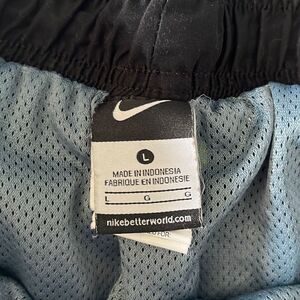 L
MADE IN INDONESIA
FABRIQUE EN INDONESIE
L G G
nikebetterworld.com